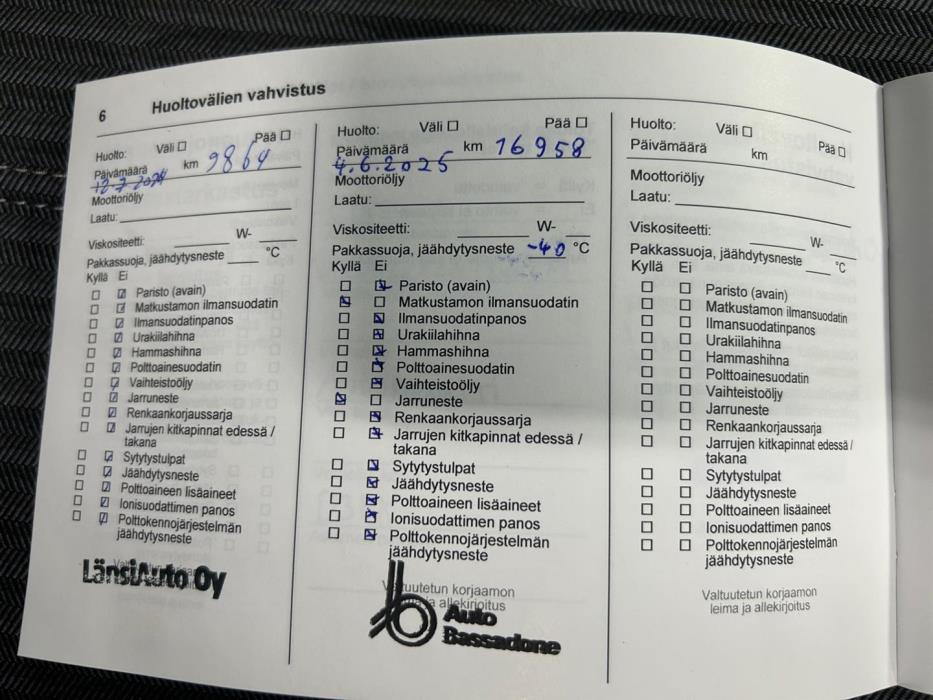 6 Huoltovälien vahvistus
Huolto: Väli Pää
Päivämäärä km 9864
12.7.2024
Moottoriöljy
Laatu:
Viskositeetti: W-
Pakkassuoja, jäähdytysneste °C
Kyllä Ei
Paristo (avain)
Matkustamon ilmansuodatin
Ilmansuodatinpanos
Urakiilahihna
Hammashihna
Polttoainesuodatin
Vaihteistoöljy
Jarruneste
Renkaankorjaussarja
Jarrujen kitkapinnat edessä /
takana
Sytytystulpat
Jäähdytysneste
Polttoaineen lisäaineet
Ionisuodattimen panos
Polttokennojärjestelmän
jäähdytysneste
LänsiAuto Oy
Huolto: Väli Pää
Päivämäärä km 16958
4.6.2025
Moottoriöljy
Laatu:
Viskositeetti: W-
Pakkassuoja, jäähdytysneste -40 °C
Kyllä Ei
Paristo (avain)
Matkustamon ilmansuodatin
Ilmansuodatinpanos
Urakiilahihna
Hammashihna
Polttoainesuodatin
Vaihteistoöljy
Jarruneste
Renkaankorjaussarja
Jarrujen kitkapinnat edessä /
takana
Sytytystulpat
Jäähdytysneste
Polttoaineen lisäaineet
Ionisuodattimen panos
Polttokennojärjestelmän
jäähdytysneste
Valtuutetun korjaamon
leima ja allekirjoitus
Auto
Bassadone
Huolto: Väli Pää
Päivämäärä km
Moottoriöljy
Laatu:
Viskositeetti: W-
Pakkassuoja, jäähdytysneste °C
Kyllä Ei
Paristo (avain)
Matkustamon ilmansuodatin
Ilmansuodatinpanos
Urakiilahihna
Hammashihna
Polttoainesuodatin
Vaihteistoöljy
Jarruneste
Renkaankorjaussarja
Jarrujen kitkapinnat edessä /
takana
Sytytystulpat
Jäähdytysneste
Polttoaineen lisäaineet
Ionisuodattimen panos
Polttokennojärjestelmän
jäähdytysneste
Valtuutetun korjaamon
leima ja allekirjoitus